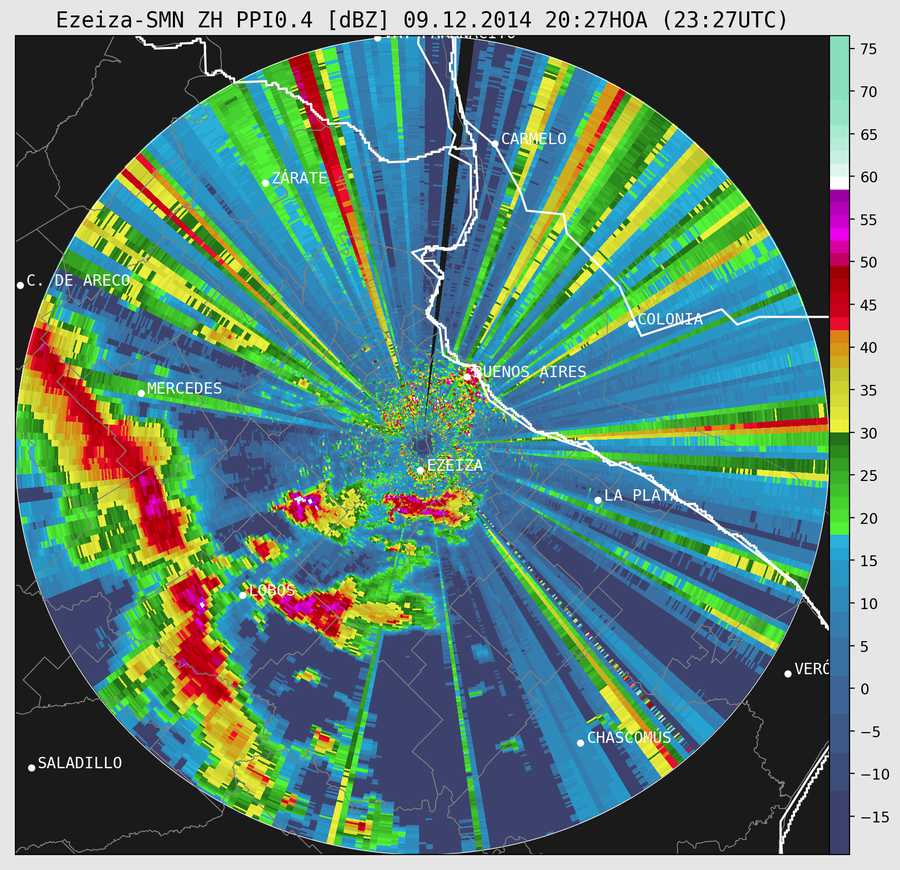 Ezeiza-SMN ZH PPI0.4 [dBZ] 09.12.2014 20:27HOA (23:27UTC)
CARMELO
ZÁRATE
C. DE ARECO
COLONIA
BUENOS AIRES
MERCEDES
EZEIZA
LA PLATA
LOBOS
VERÓ
CHASCOMUS
SALADILLO
75
70
65
60
55
50
45
40
35
30
25
20
15
10
5
0
−5
−10
−15